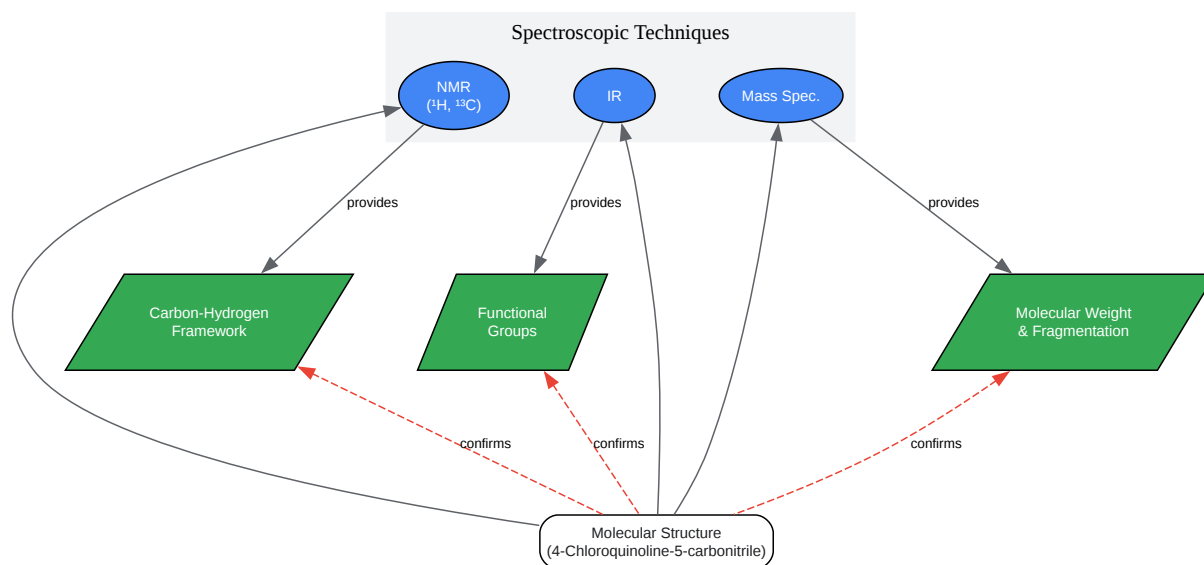 Spectroscopic Techniques
NMR
(¹H, ¹³C)
IR
Mass Spec.
provides
provides
provides
Carbon-Hydrogen
Framework
Functional
Groups
Molecular Weight
& Fragmentation
confirms
confirms
confirms
Molecular Structure
(4-Chloroquinoline-5-carbonitrile)